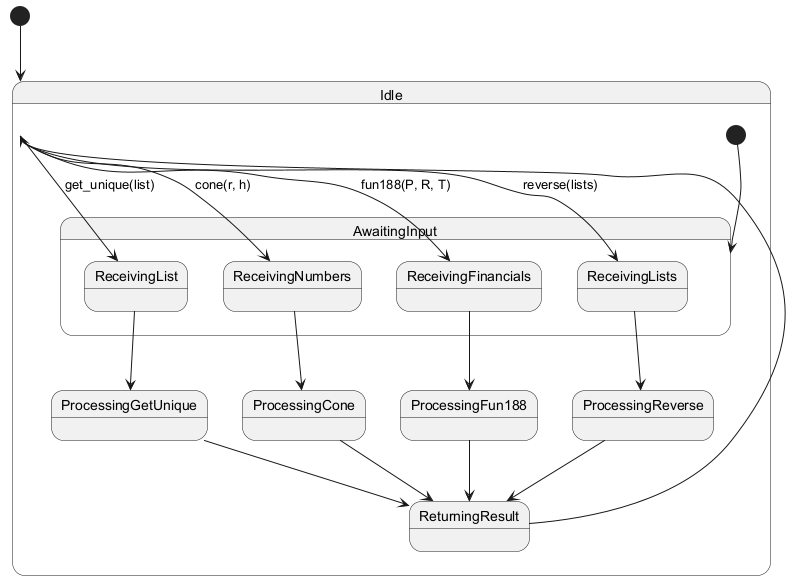 Idle
get_unique(list)
cone(r, h)
fun188(P, R, T)
reverse(lists)
AwaitingInput
ReceivingList
ReceivingNumbers
ReceivingFinancials
ReceivingLists
ProcessingGetUnique
ProcessingCone
ProcessingFun188
ProcessingReverse
ReturningResult